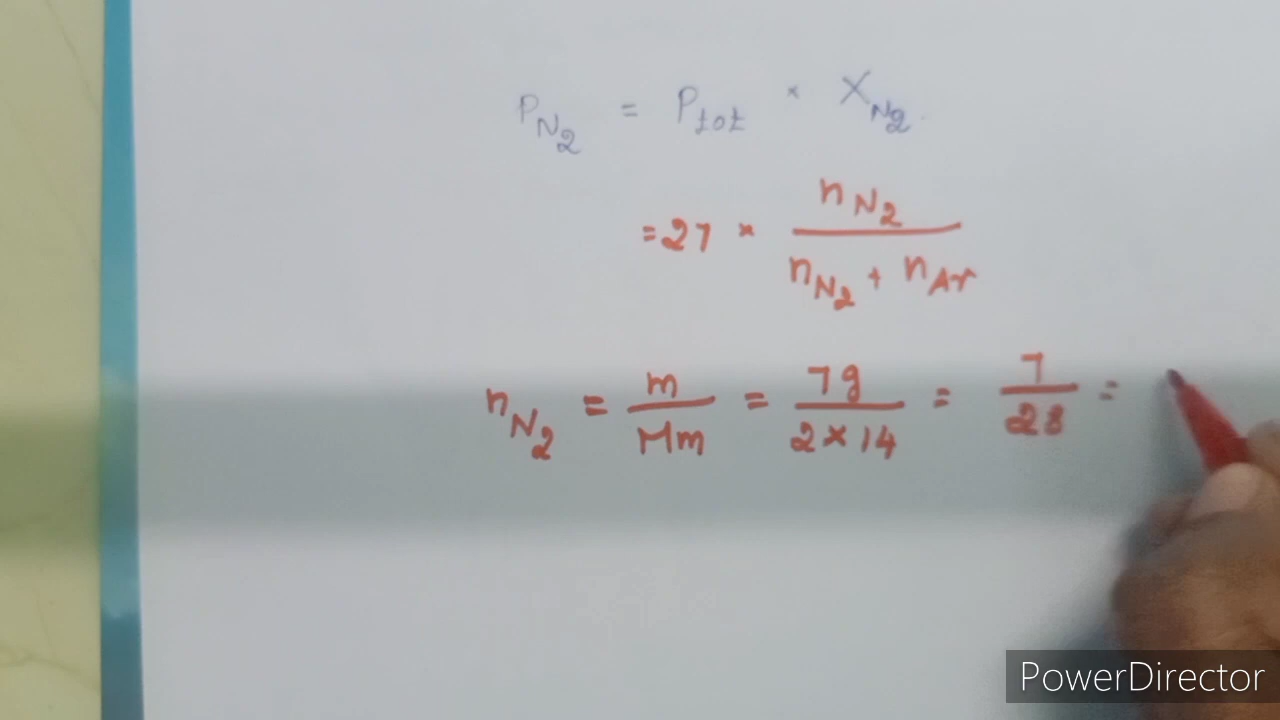 P_N₂ = P_tot × X_N₂
= 27 × n_N₂ / (n_N₂ + n_Ar)
n_N₂ = m / Mm = 7g / 2 × 14 = 7 / 28 =
PowerDirector